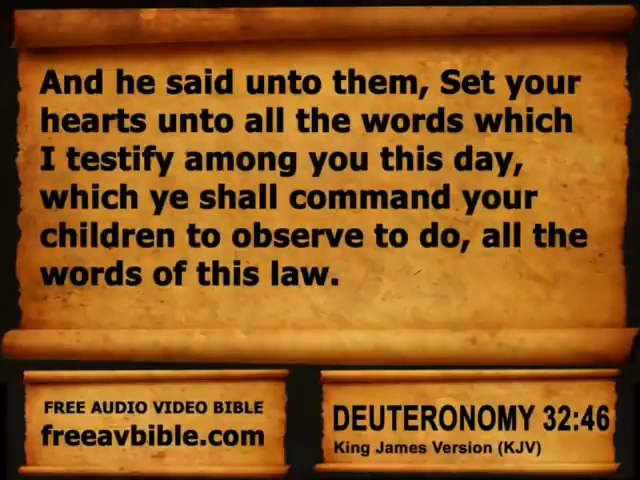 And he said unto them, Set your
hearts unto all the words which
I testify among you this day,
which ye shall command your
children to observe to do, all the
words of this law.
FREE AUDIO VIDEO BIBLE
freeavbible.com
DEUTERONOMY 32:46
King James Version (KJV)